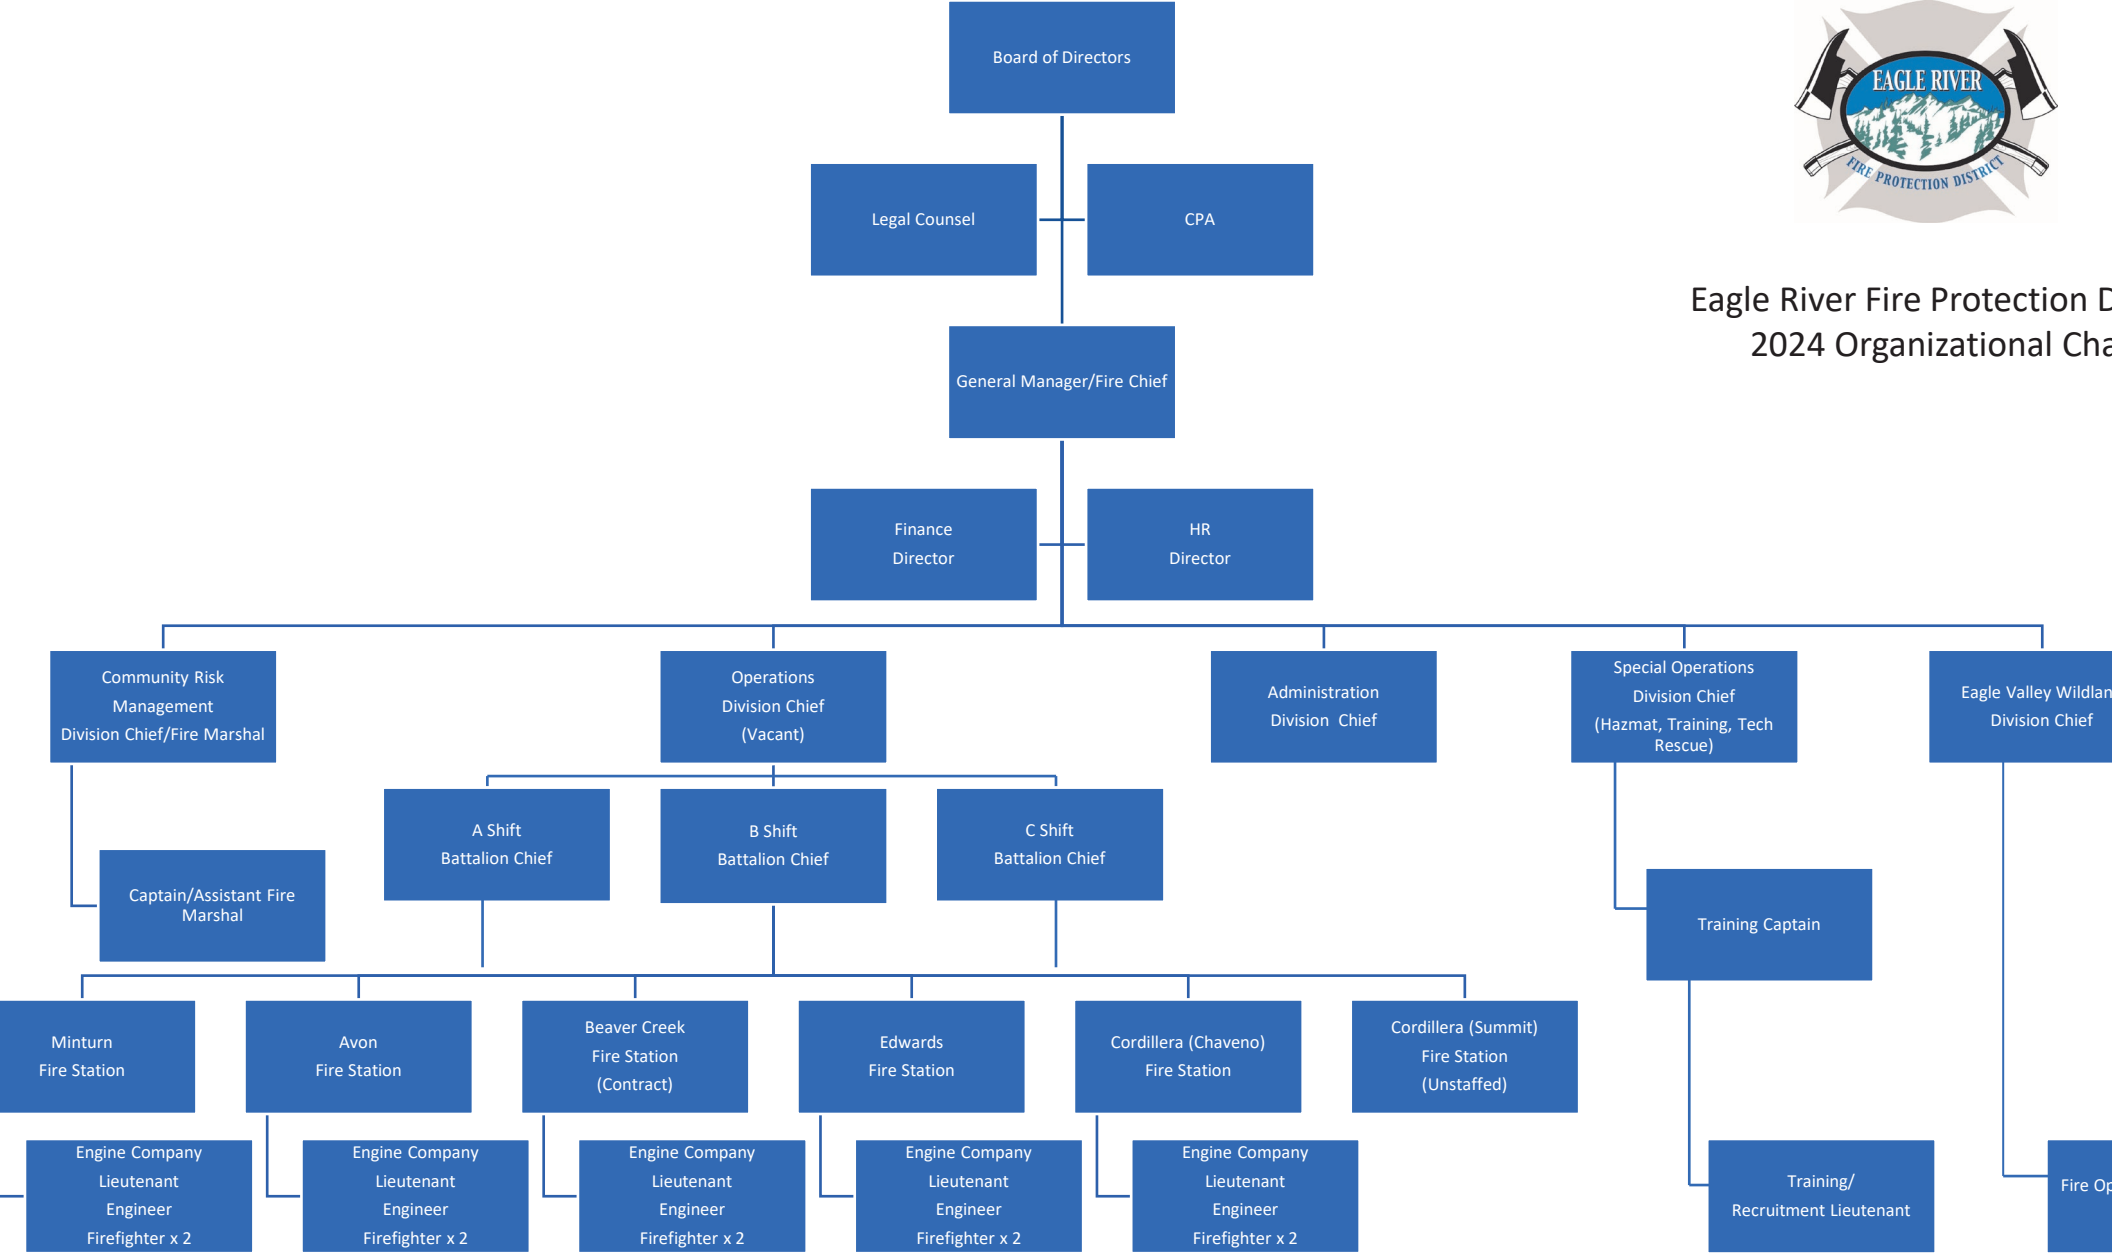 Board of Directors
EAGLE RIVER
FIRE PROTECTION DISTRICT
Legal Counsel
CPA
Eagle River Fire Protection D
2024 Organizational Cha
General Manager/Fire Chief
Finance
Director
HR
Director
Community Risk
Management
Division Chief/Fire Marshal
Operations
Division Chief
(Vacant)
Administration
Division Chief
Special Operations
Division Chief
(Hazmat, Training, Tech
Rescue)
Eagle Valley Wildlan
Division Chief
A Shift
Battalion Chief
B Shift
Battalion Chief
C Shift
Battalion Chief
Captain/Assistant Fire
Marshal
Training Captain
Minturn
Fire Station
Avon
Fire Station
Beaver Creek
Fire Station
(Contract)
Edwards
Fire Station
Cordillera (Chaveno)
Fire Station
Cordillera (Summit)
Fire Station
(Unstaffed)
Engine Company
Lieutenant
Engineer
Firefighter x 2
Engine Company
Lieutenant
Engineer
Firefighter x 2
Engine Company
Lieutenant
Engineer
Firefighter x 2
Engine Company
Lieutenant
Engineer
Firefighter x 2
Engine Company
Lieutenant
Engineer
Firefighter x 2
Training/
Recruitment Lieutenant
Fire Op